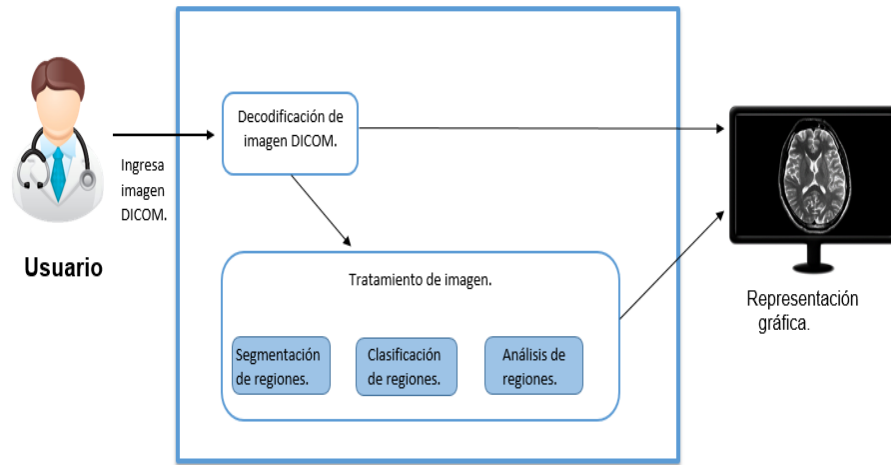 Decodificación de
imagen DICOM.
Ingresa
imagen
DICOM.
Usuario
Tratamiento de imagen.
Segmentación
de regiones.
Clasificación
de regiones.
Análisis de
regiones.
Representación
gráfica.